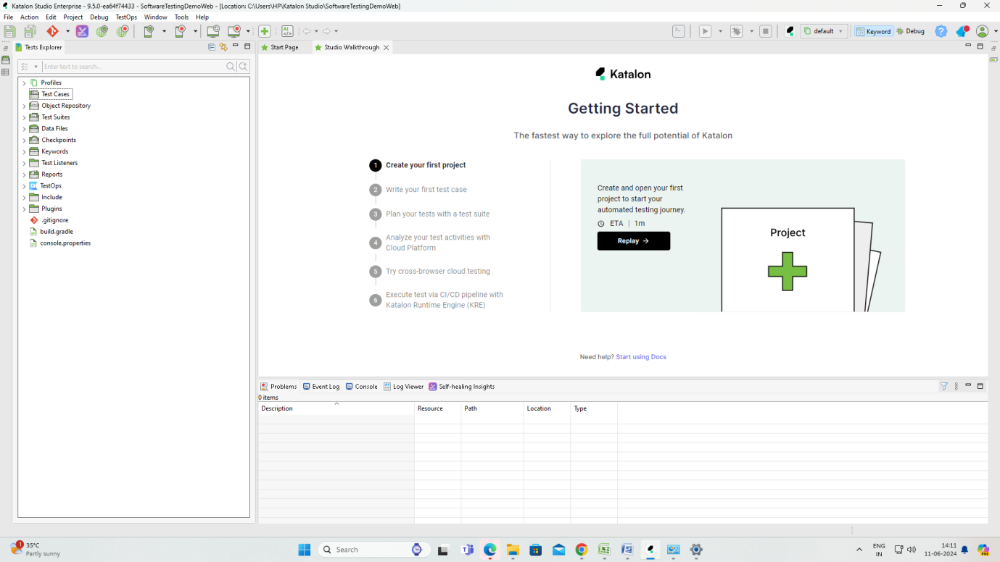 Katalon Studio Enterprise - 9.5.0-ea64f74433 - SoftwareTestingDemoWeb - [Location: C:\Users\HP\Katalon Studio\SoftwareTestingDemoWeb]
File Action Edit Project Debug TestOps Window Tools Help
AI default Keyword Debug
Tests Explorer
Start Page Studio Walkthrough
Enter text to search...
Profiles
Test Cases
Object Repository
Test Suites
Data Files
Checkpoints
Keywords
Test Listeners
Reports
TestOps
Include
Plugins
.gitignore
build.gradle
console.properties
Katalon
Getting Started
The fastest way to explore the full potential of Katalon
1 Create your first project
2 Write your first test case
3 Plan your tests with a test suite
4 Analyze your test activities with
Cloud Platform
5 Try cross-browser cloud testing
6 Execute test via CI/CD pipeline with
Katalon Runtime Engine (KRE)
Create and open your first
project to start your
automated testing journey.
ETA | 1m
Replay →
Project
Need help? Start using Docs
Problems Event Log Console Log Viewer Self-healing Insights
0 items
Description Resource Path Location Type
1 35°C
Partly sunny
Search
ENG
IN
14:11
11-06-2024
PRE